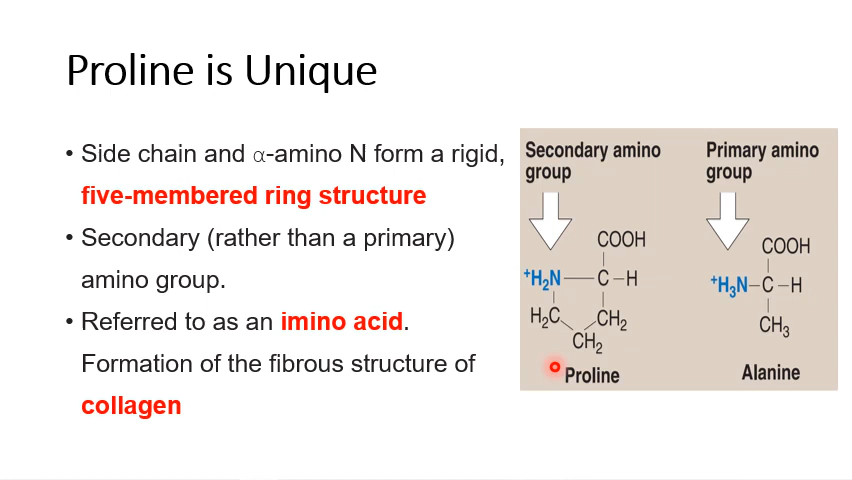 Proline is Unique
• Side chain and α-amino N form a rigid,
five-membered ring structure
• Secondary (rather than a primary)
amino group.
• Referred to as an imino acid.
Formation of the fibrous structure of
collagen
Secondary amino
group
COOH
⁺H₂N C – H
H₂C CH₂
CH₂
Proline
Primary amino
group
COOH
⁺H₃N – C – H
CH₃
Alanine